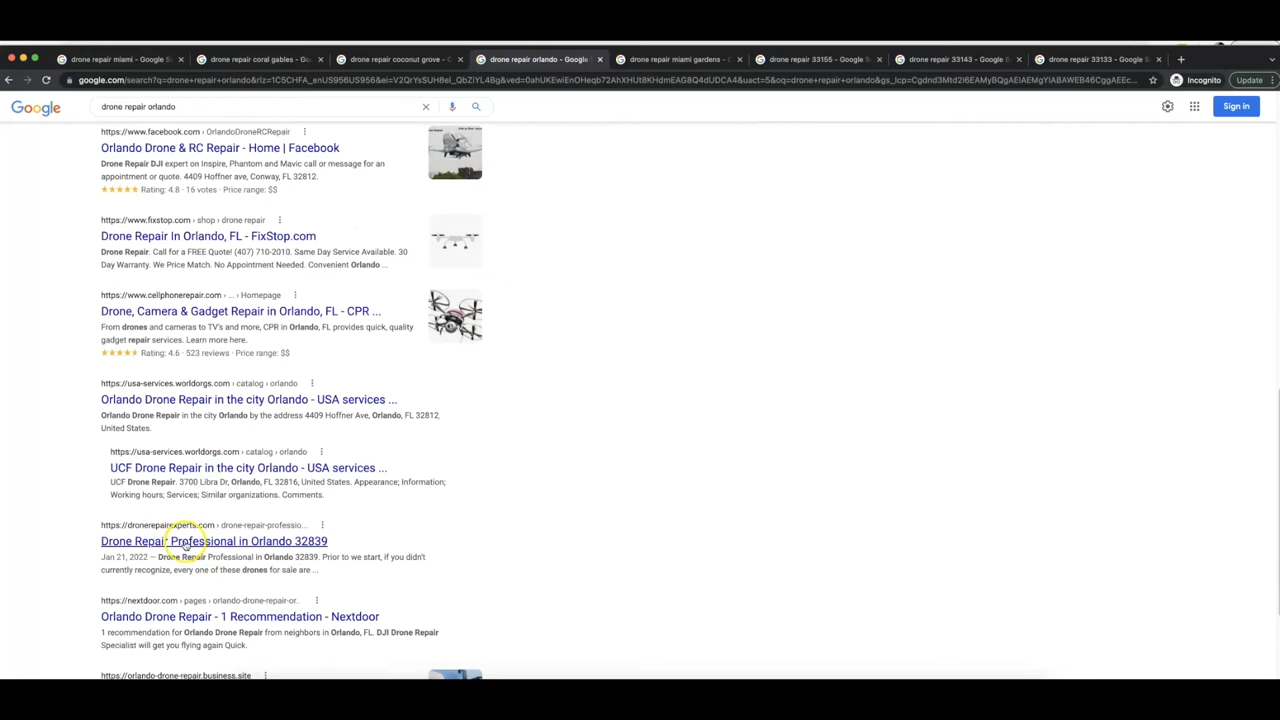 drone repair miami - Google S
drone repair coral gables - Go
drone repair coconut grove - G
drone repair orlando - Google
drone repair miami gardens - G
drone repair 33155 - Google S
drone repair 33143 - Google S
drone repair 33133 - Google S
Incognito
Update
Google
drone repair orlando
Sign in
https://www.facebook.com › OrlandoDroneRCRepair
Orlando Drone & RC Repair - Home | Facebook
Drone Repair DJI expert on Inspire, Phantom and Mavic call or message for an
appointment or quote. 4409 Hoffner ave, Conway, FL 32812.
Rating: 4.8 · 16 votes · Price range: $$
https://www.fixstop.com › shop › drone repair
Drone Repair In Orlando, FL - FixStop.com
Drone Repair. Call for a FREE Quote! (407) 710-2010. Same Day Service Available. 30
Day Warranty. We Price Match. No Appointment Needed. Convenient Orlando ...
https://www.cellphonerepair.com › ... › Homepage
Drone, Camera & Gadget Repair in Orlando, FL - CPR ...
From drones and cameras to TV's and more, CPR in Orlando, FL provides quick, quality
gadget repair services. Learn more here.
Rating: 4.6 · 523 reviews · Price range: $$
https://usa-services.worldorgs.com › catalog › orlando
Orlando Drone Repair in the city Orlando - USA services ...
Orlando Drone Repair in the city Orlando by the address 4409 Hoffner Ave, Orlando, FL 32812,
United States.
https://usa-services.worldorgs.com › catalog › orlando
UCF Drone Repair in the city Orlando - USA services ...
UCF Drone Repair. 3700 Libra Dr, Orlando, FL 32816, United States. Appearance; Information;
Working hours; Services; Similar organizations. Comments.
https://dronerepairexperts.com › drone-repair-professio...
Drone Repair Professional in Orlando 32839
Jan 21, 2022 — Drone Repair Professional in Orlando 32839. Prior to we start, if you didn't
currently recognize, every one of these drones for sale are ...
https://nextdoor.com › pages › orlando-drone-repair-or...
Orlando Drone Repair - 1 Recommendation - Nextdoor
1 recommendation for Orlando Drone Repair from neighbors in Orlando, FL. DJI Drone Repair
Specialist will get you flying again Quick.
https://orlando-drone-repair.business.site